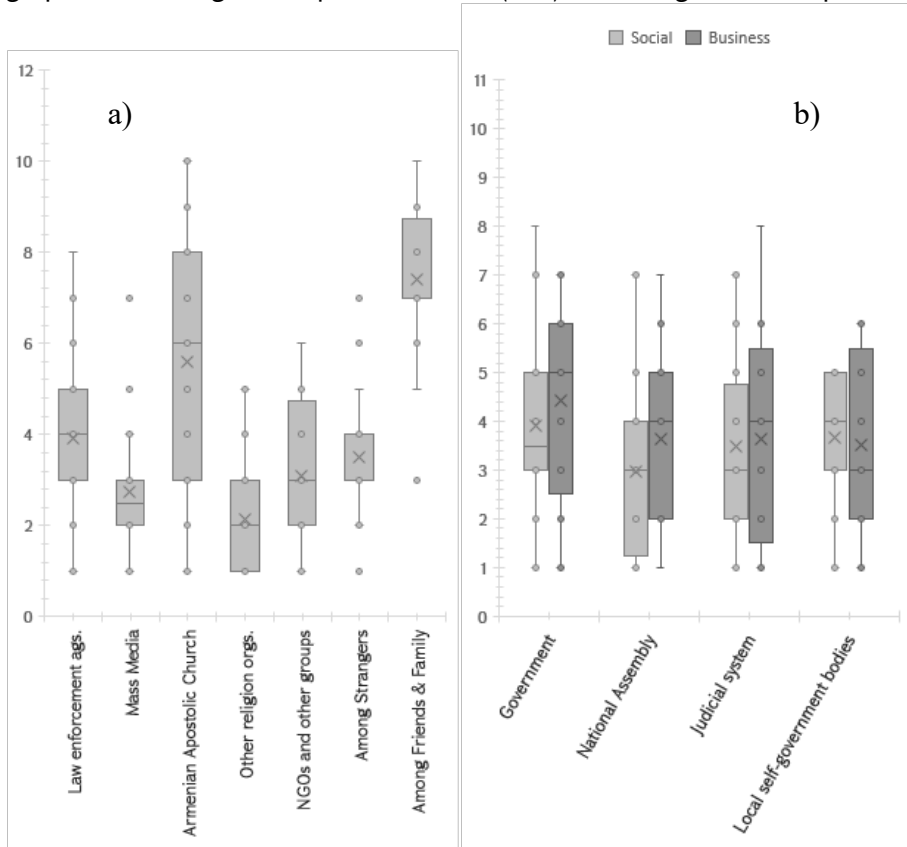 Social Business
a)
12
10
8
6
4
2
0
Law enforcement ags.
Mass Media
Armenian Apostolic Church
Other religion orgs.
NGOs and other groups
Among Strangers
Among Friends & Family
b)
11
10
9
8
7
6
5
4
3
2
1
0
Government
National Assembly
Judicial system
Local self-government bodies